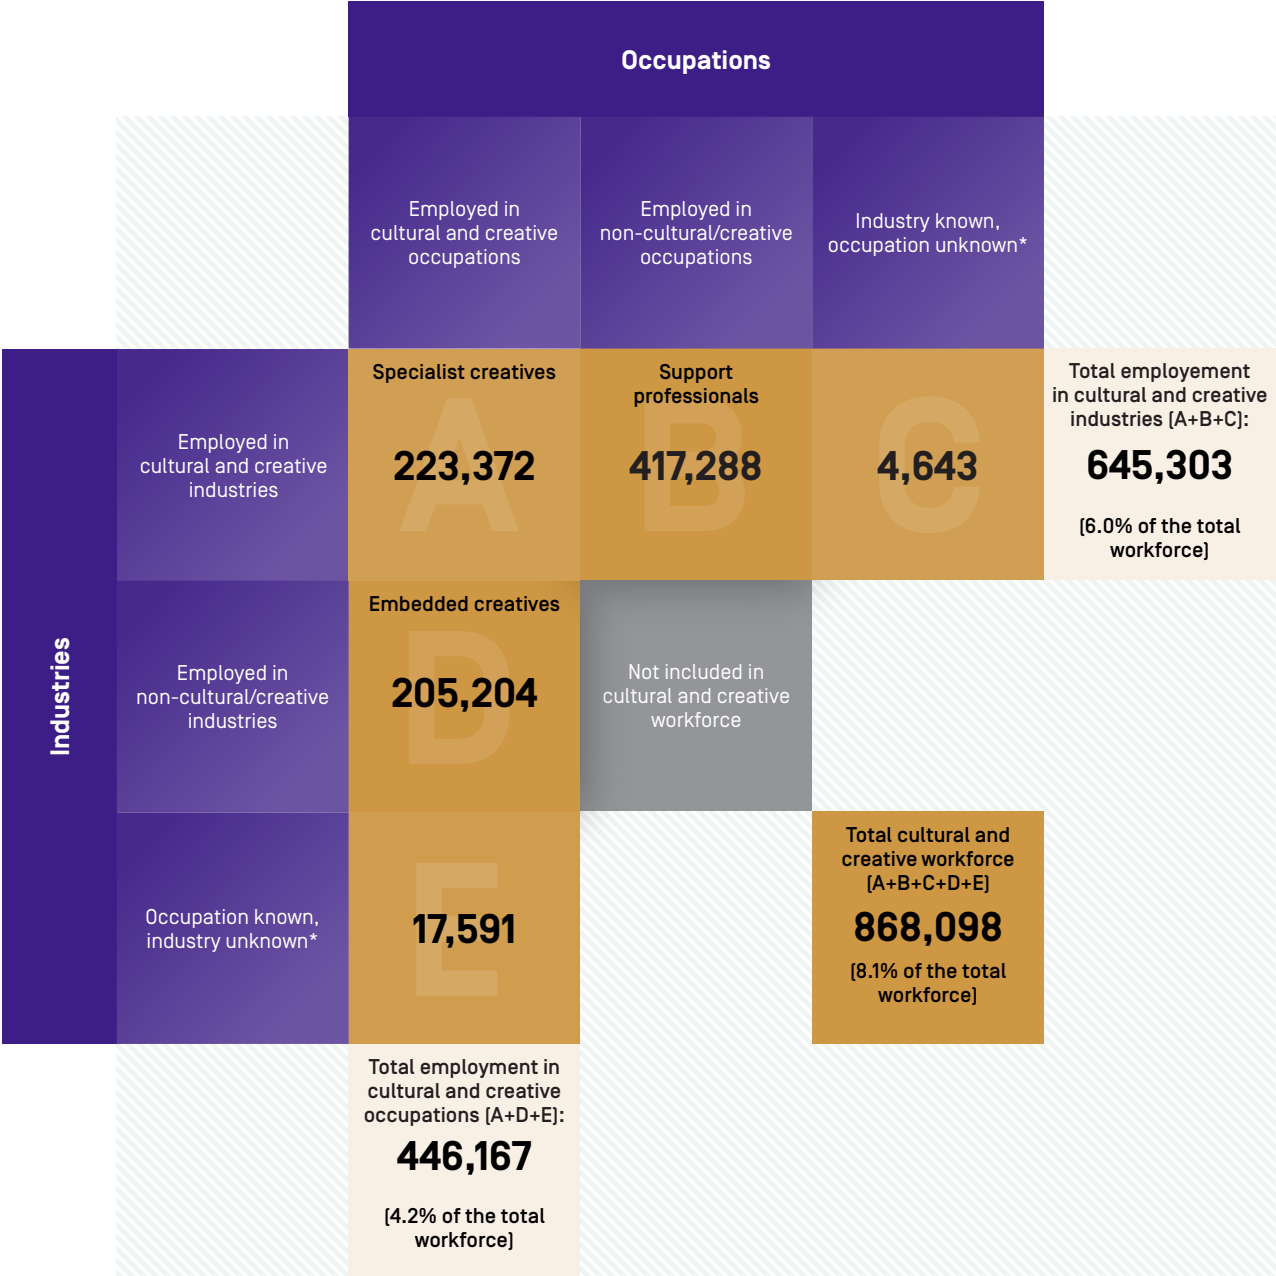 Occupations
Employed in
cultural and creative
occupations
Employed in
non-cultural/creative
occupations
Industry known,
occupation unknown*
Industries
Employed in
cultural and creative
industries
Specialist creatives
A
223,372
Support
professionals
B
417,288
C
4,643
Total employement
in cultural and creative
industries (A+B+C):
645,303
(6.0% of the total
workforce)
Employed in
non-cultural/creative
industries
Embedded creatives
D
205,204
Not included in
cultural and creative
workforce
Occupation known,
industry unknown*
E
17,591
Total cultural and
creative workforce
(A+B+C+D+E)
868,098
(8.1% of the total
workforce)
Total employment in
cultural and creative
occupations (A+D+E):
446,167
(4.2% of the total
workforce)